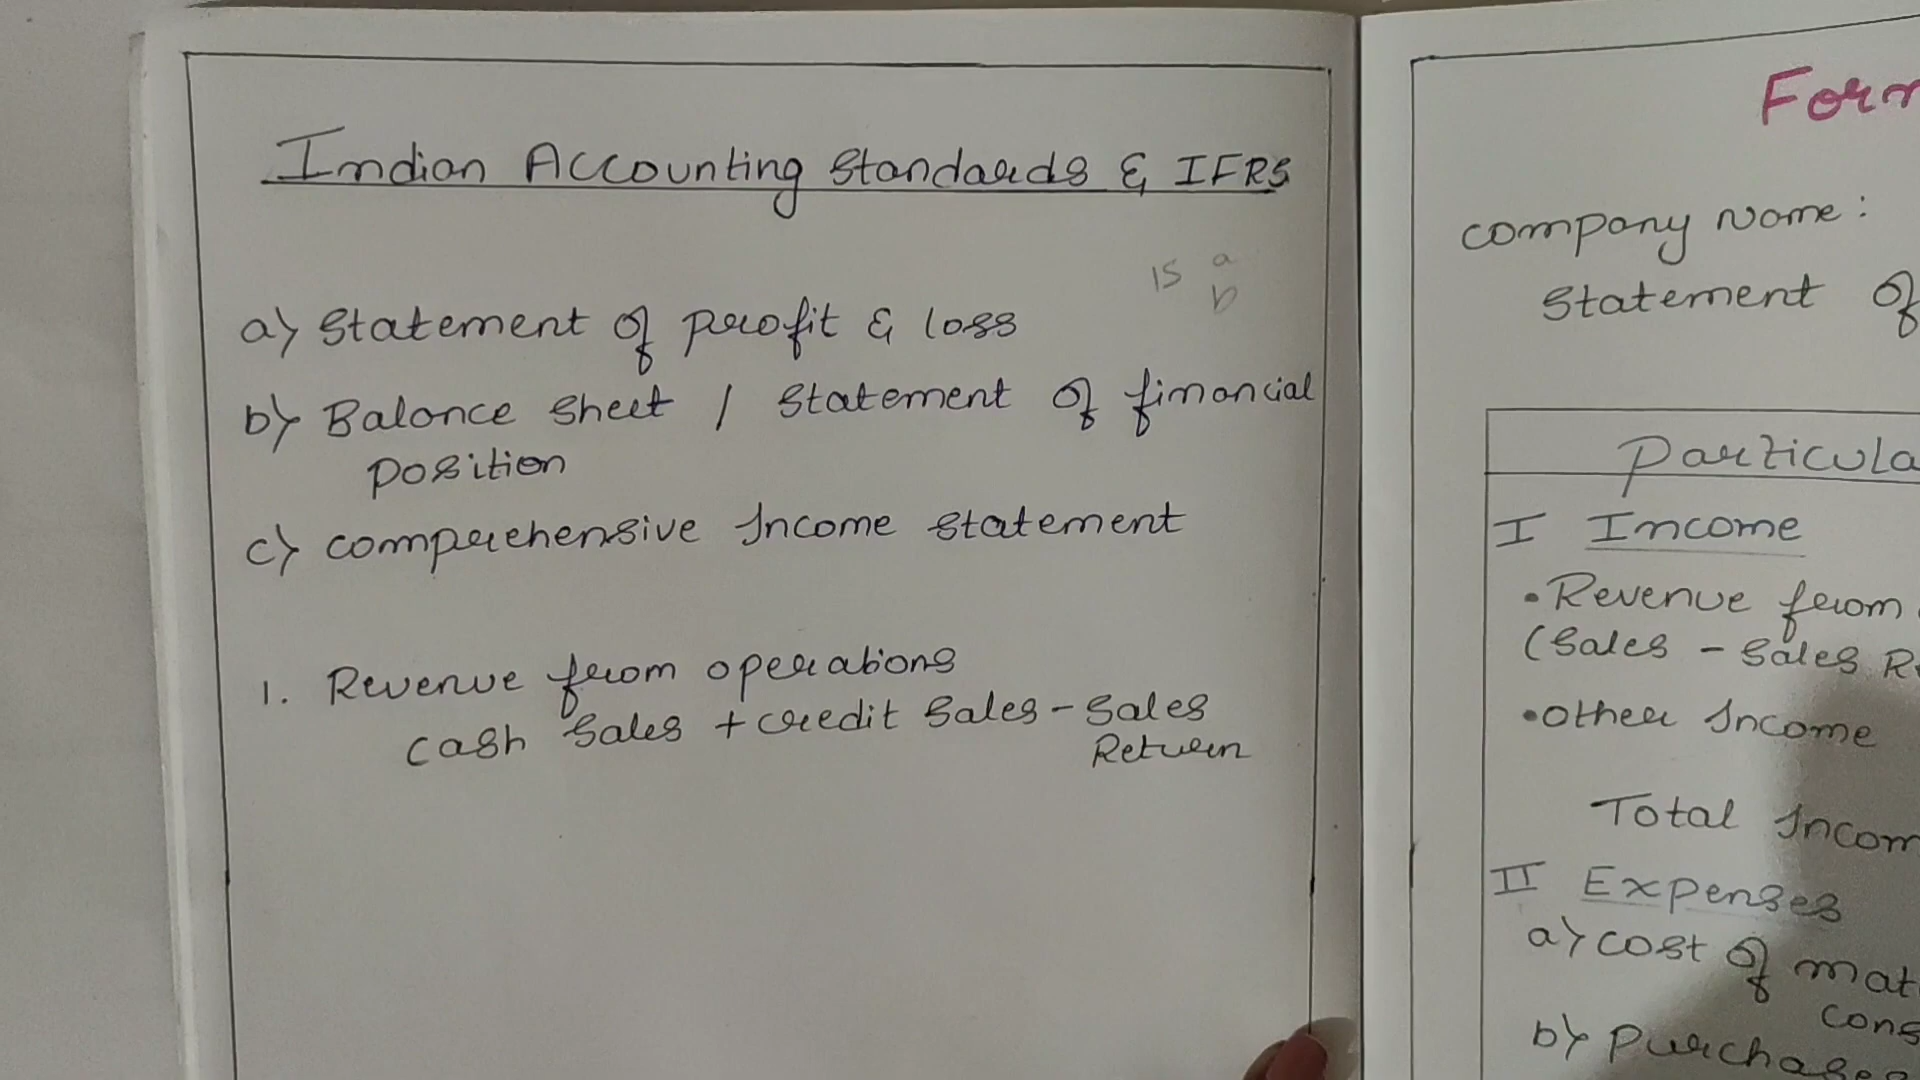 Indian Accounting Standards & IFRS
15 a
b
a) Statement of profit & loss
b) Balance Sheet / Statement of financial
position
c) comprehensive Income statement
1. Revenue from operations
cash sales + credit sales - sales
Return
Form
company Name:
Statement of
Particula
I Income
• Revenue from
(Sales - Sales R
• Other Income
Total Incom
II Expenses
a) cost of mat
cons
b) Purchases